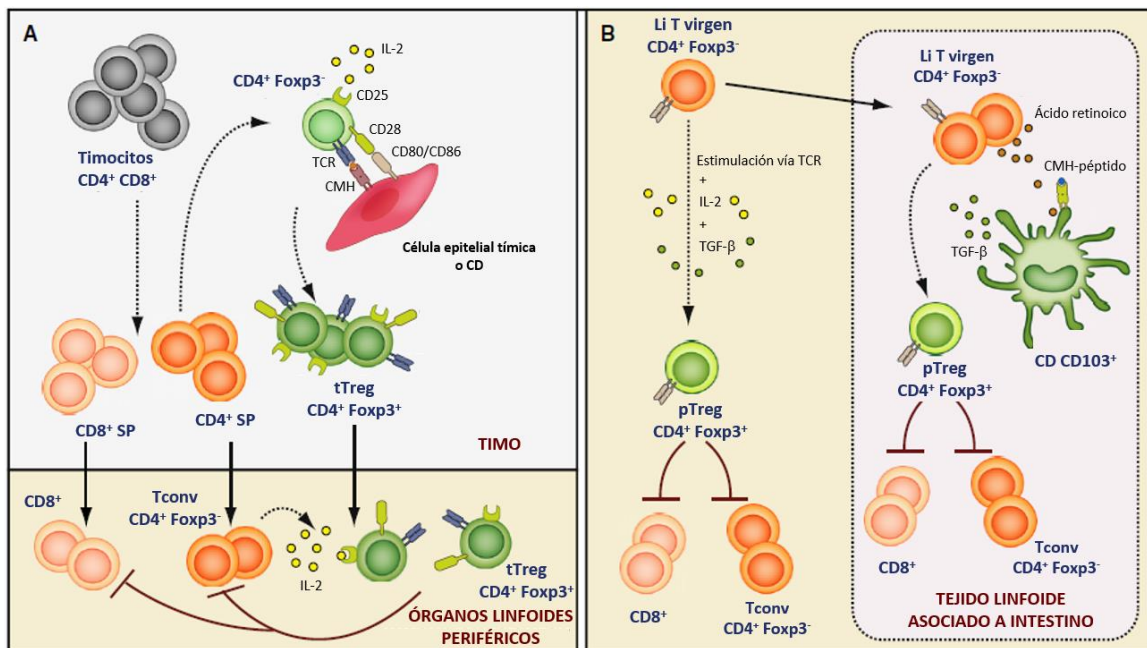 A
IL-2
CD4⁺ Foxp3⁻
CD25
CD28
TCR
CD80/CD86
CMH
Timocitos
CD4⁺ CD8⁺
Célula epitelial tímica
o CD
tTreg
CD4⁺ Foxp3⁺
CD8⁺ SP
CD4⁺ SP
TIMO
CD8⁺
Tconv
CD4⁺ Foxp3⁻
IL-2
tTreg
CD4⁺ Foxp3⁺
ÓRGANOS LINFOIDES
PERIFÉRICOS
B
Li T virgen
CD4⁺ Foxp3⁻
Estimulación vía TCR
+
IL-2
+
TGF-β
pTreg
CD4⁺ Foxp3⁺
CD8⁺
Tconv
CD4⁺ Foxp3⁻
Li T virgen
CD4⁺ Foxp3⁻
Ácido retinoico
CMH-péptido
TGF-β
CD CD103⁺
pTreg
CD4⁺ Foxp3⁺
CD8⁺
Tconv
CD4⁺ Foxp3⁻
TEJIDO LINFOIDE
ASOCIADO A INTESTINO